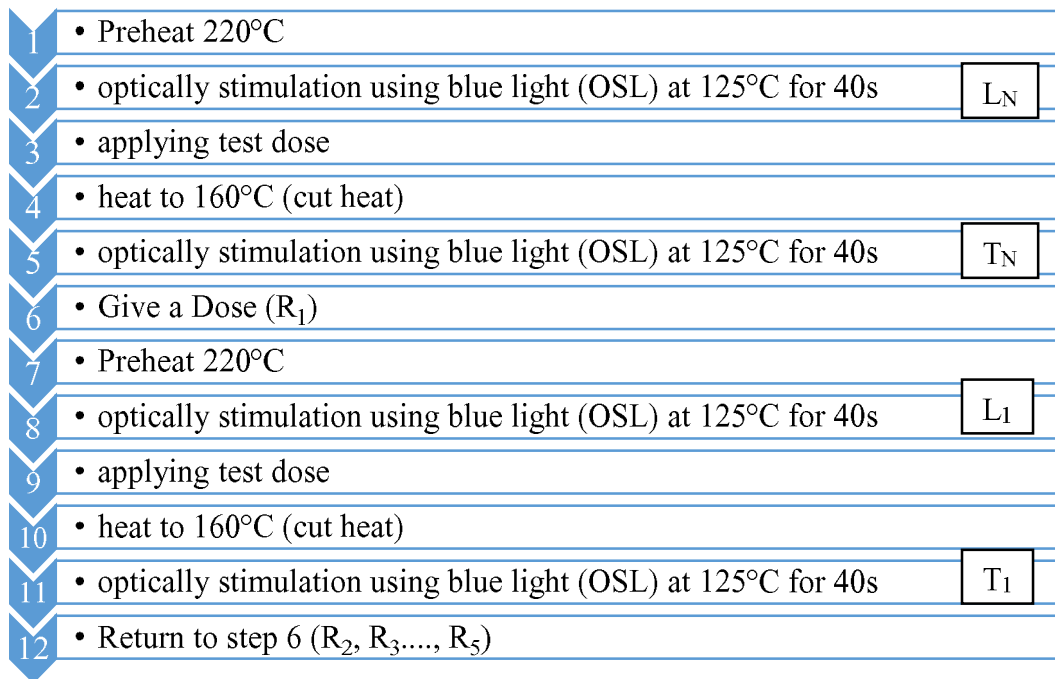 1 • Preheat 220°C
2 • optically stimulation using blue light (OSL) at 125°C for 40s L_N
3 • applying test dose
4 • heat to 160°C (cut heat)
5 • optically stimulation using blue light (OSL) at 125°C for 40s T_N
6 • Give a Dose (R₁)
7 • Preheat 220°C
8 • optically stimulation using blue light (OSL) at 125°C for 40s L₁
9 • applying test dose
10 • heat to 160°C (cut heat)
11 • optically stimulation using blue light (OSL) at 125°C for 40s T₁
12 • Return to step 6 (R₂, R₃...., R₅)